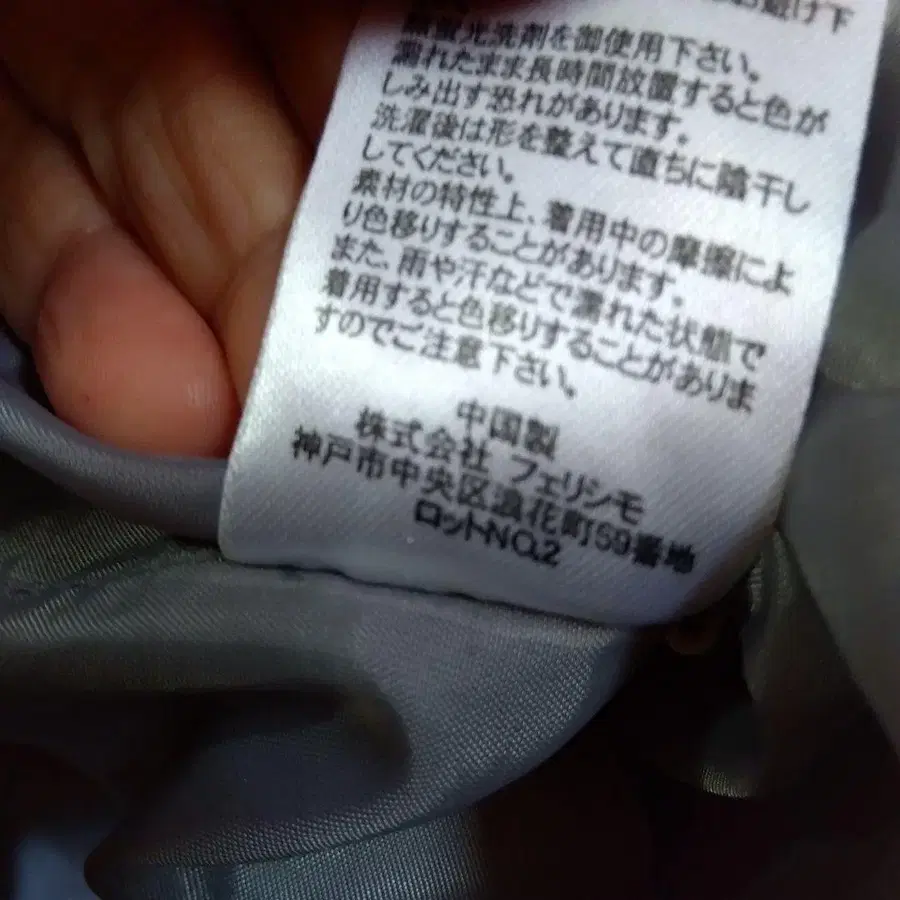 お避け下
無蛍光洗剤を御使用下さい。
濡れたまま長時間放置すると色が
しみ出す恐れがあります。
洗濯後は形を整えて直ちに陰干し
してください。
素材の特性上、着用中の摩擦によ
り色移りすることがあります。
また、雨や汗などで濡れた状態で
着用すると色移りすることがありま
すのでご注意下さい。
中国製
株式会社 フェリシモ
神戸市中央区浪花町59番地
ロットNO.2